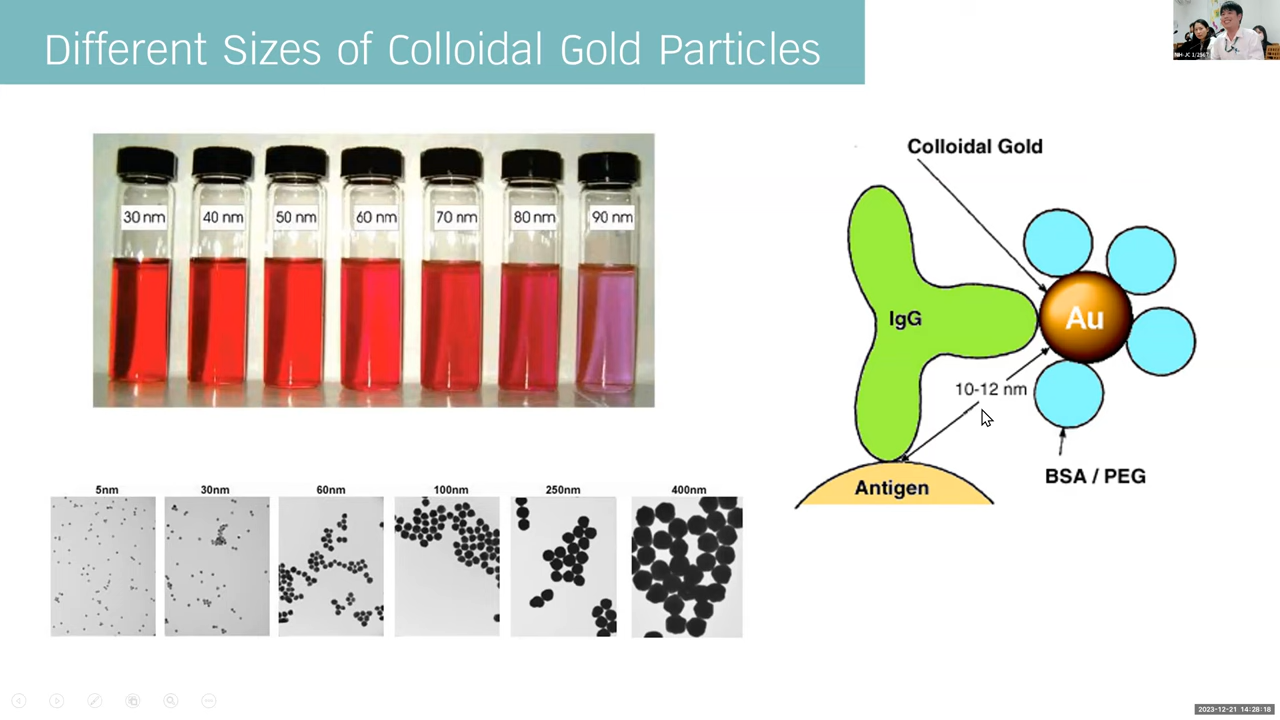 Different Sizes of Colloidal Gold Particles
30 nm
40 nm
50 nm
60 nm
70 nm
80 nm
90 nm
5nm
30nm
60nm
100nm
250nm
400nm
Colloidal Gold
IgG
Au
10-12 nm
BSA / PEG
Antigen
2023-12-21 14:28:18